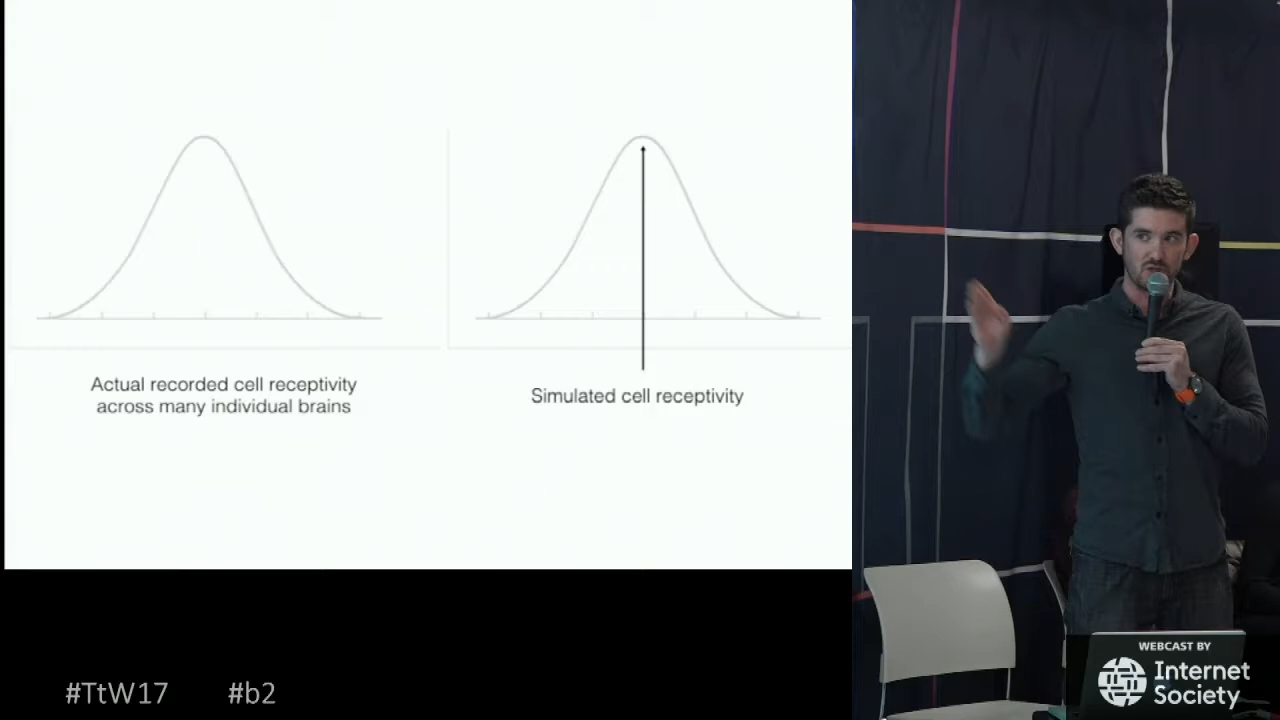 Actual recorded cell receptivity
across many individual brains
Simulated cell receptivity
#TtW17 #b2
WEBCAST BY
Internet
Society